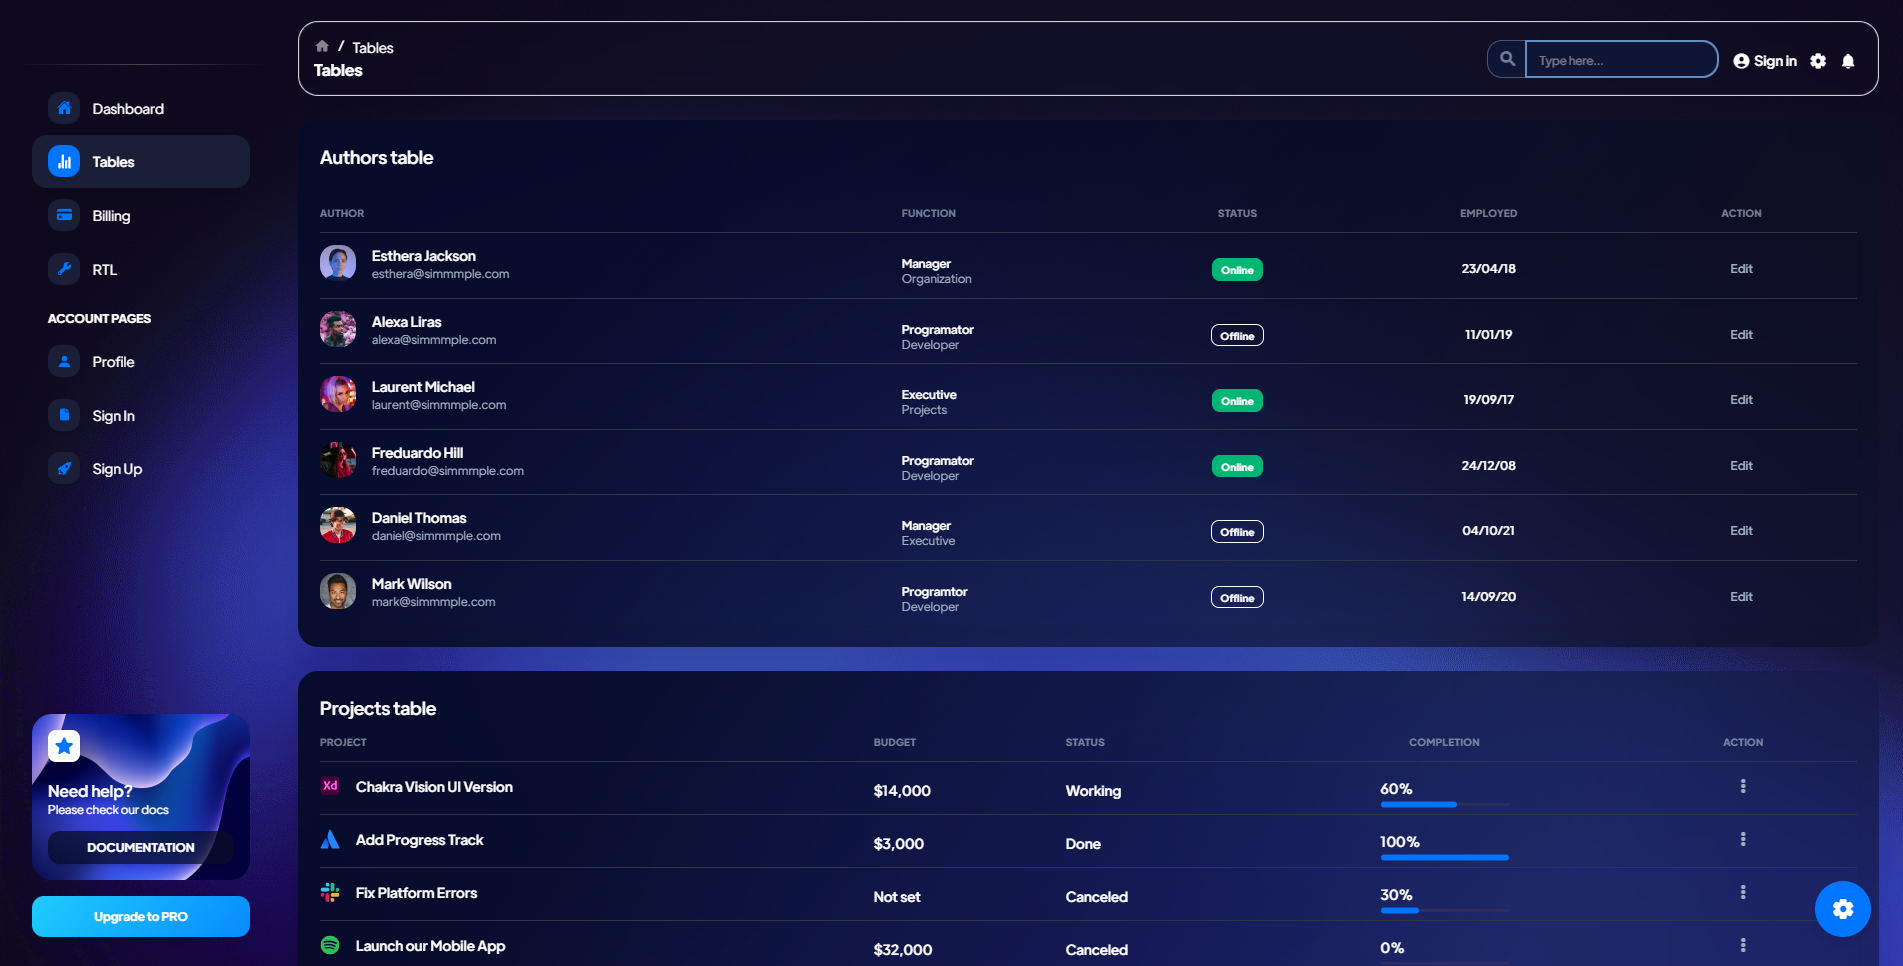 / Tables
Tables
Type here...
Sign in
Dashboard
Tables
Billing
RTL
ACCOUNT PAGES
Profile
Sign In
Sign Up
Need help?
Please check our docs
DOCUMENTATION
Upgrade to PRO
Authors table
AUTHOR FUNCTION STATUS EMPLOYED ACTION
Esthera Jackson
esthera@simmmple.com
Manager
Organization
Online
23/04/18
Edit
Alexa Liras
alexa@simmmple.com
Programator
Developer
Offline
11/01/19
Edit
Laurent Michael
laurent@simmmple.com
Executive
Projects
Online
19/09/17
Edit
Freduardo Hill
freduardo@simmmple.com
Programator
Developer
Online
24/12/08
Edit
Daniel Thomas
daniel@simmmple.com
Manager
Executive
Offline
04/10/21
Edit
Mark Wilson
mark@simmmple.com
Programtor
Developer
Offline
14/09/20
Edit
Projects table
PROJECT BUDGET STATUS COMPLETION ACTION
Xd Chakra Vision UI Version $14,000 Working 60%
Add Progress Track $3,000 Done 100%
Fix Platform Errors Not set Canceled 30%
Launch our Mobile App $32,000 Canceled 0%